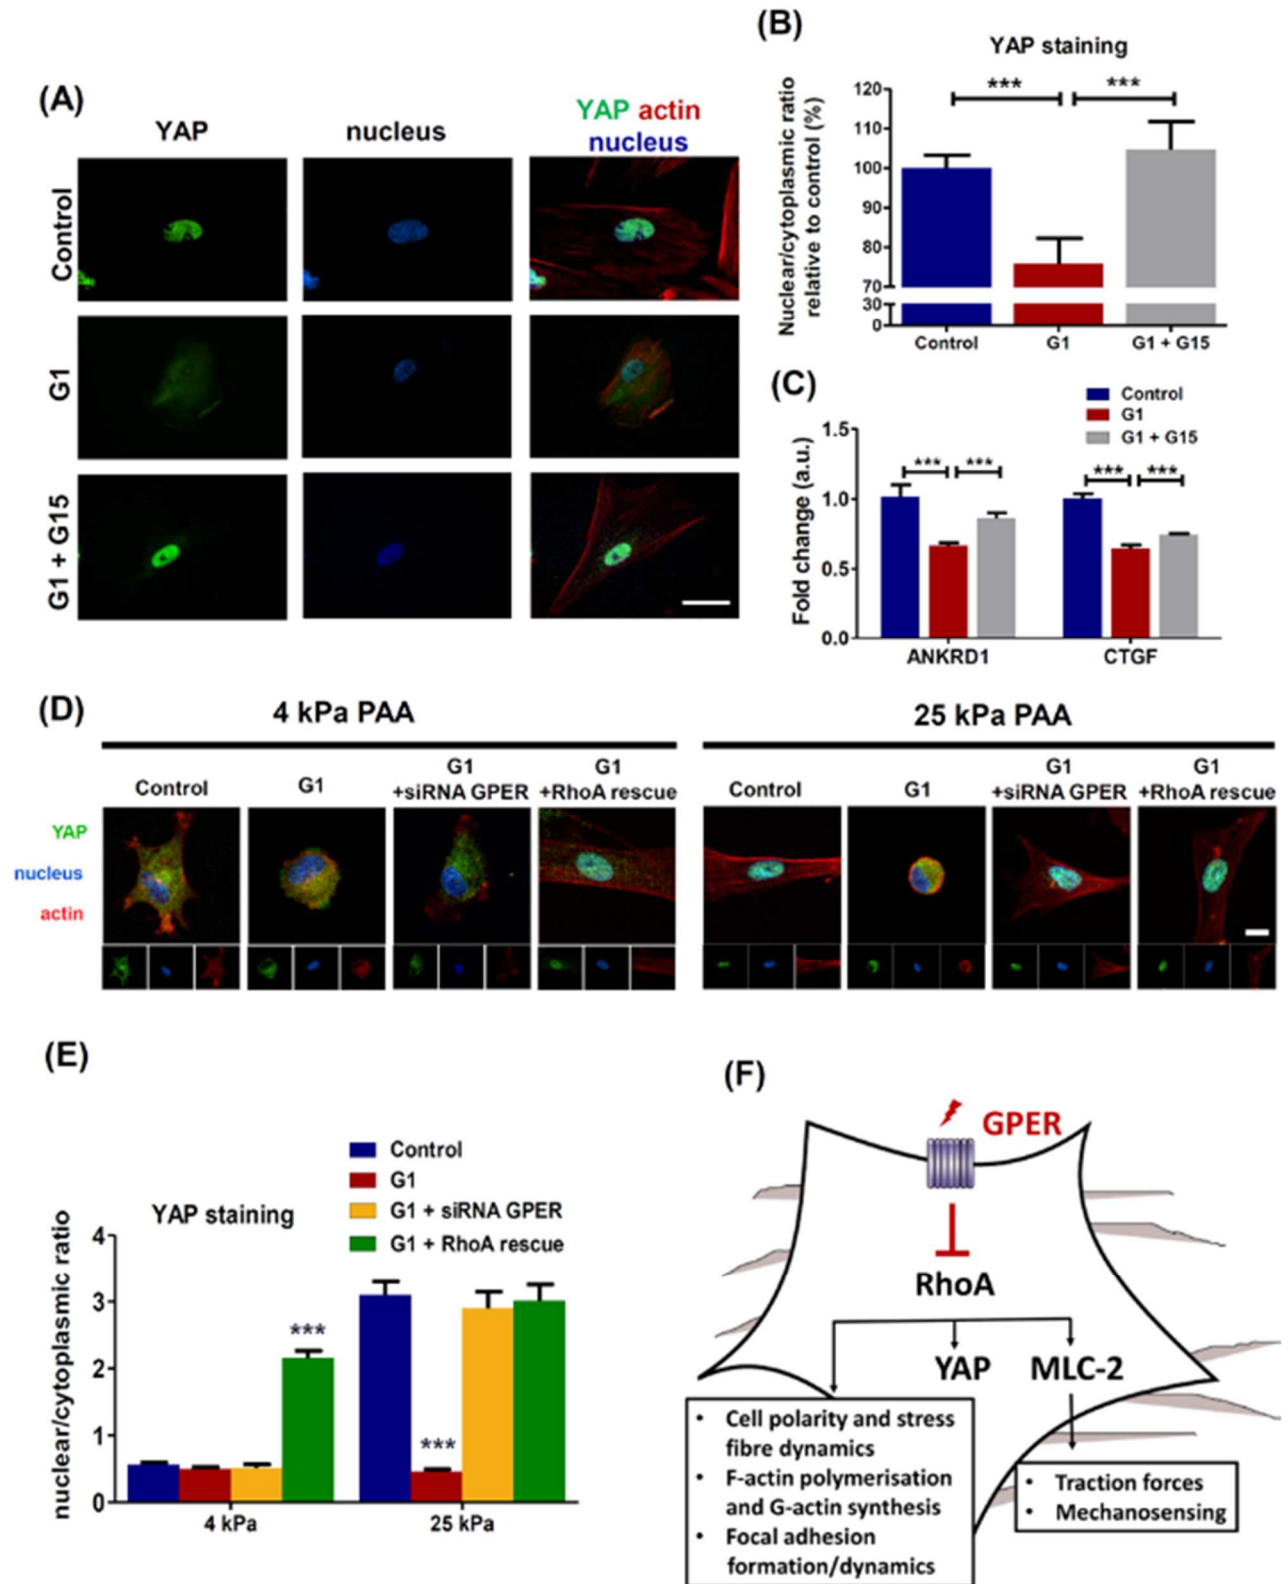 (A)
YAP
nucleus
YAP actin
nucleus
Control
G1
G1 + G15
(B)
YAP staining
Nuclear/cytoplasmic ratio
relative to control (%)
120
110
100
90
80
70
30
0
***
***
Control
G1
G1 + G15
(C)
Control
G1
G1 + G15
Fold change (a.u.)
1.5
1.0
0.5
0.0
***
***
***
***
ANKRD1
CTGF
(D)
4 kPa PAA
25 kPa PAA
Control
G1
G1
+siRNA GPER
G1
+RhoA rescue
Control
G1
G1
+siRNA GPER
G1
+RhoA rescue
YAP
nucleus
actin
(E)
Control
G1
G1 + siRNA GPER
G1 + RhoA rescue
YAP staining
nuclear/cytoplasmic ratio
4
3
2
1
0
***
***
4 kPa
25 kPa
(F)
GPER
RhoA
YAP
MLC-2
• Cell polarity and stress
fibre dynamics
• F-actin polymerisation
and G-actin synthesis
• Focal adhesion
formation/dynamics
• Traction forces
• Mechanosensing